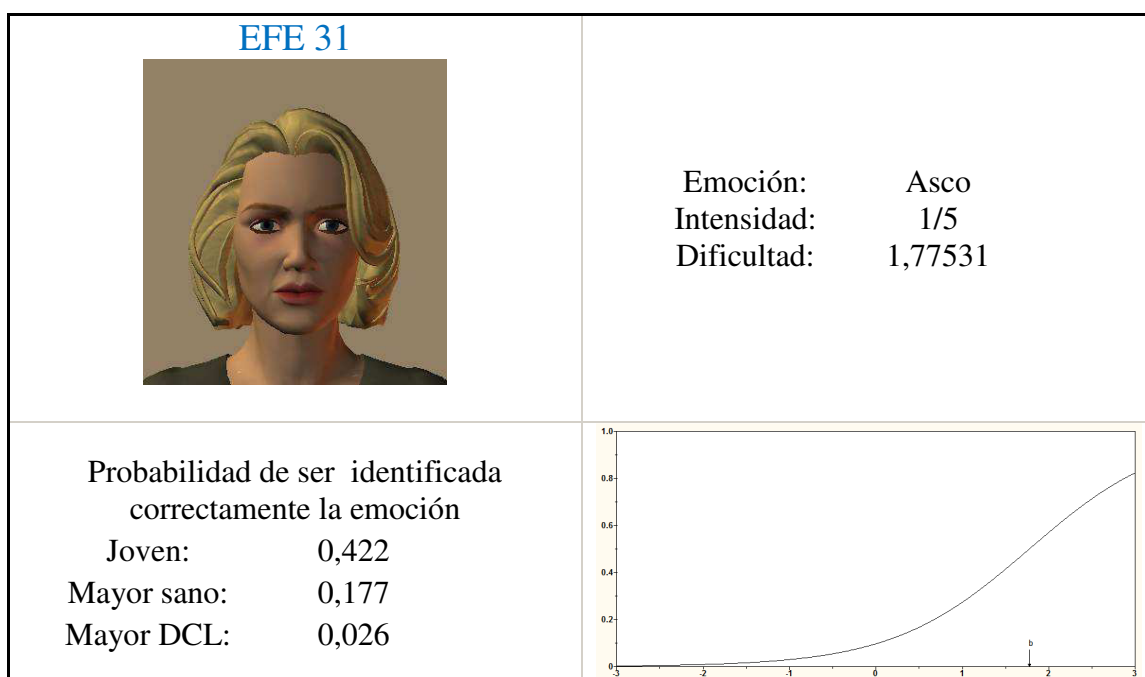 EFE 31
Emoción: Asco
Intensidad: 1/5
Dificultad: 1,77531
Probabilidad de ser identificada
correctamente la emoción
Joven: 0,422
Mayor sano: 0,177
Mayor DCL: 0,026
1.0
0.8
0.6
0.4
0.2
0
b
-3 -2 -1 0 1 2 3